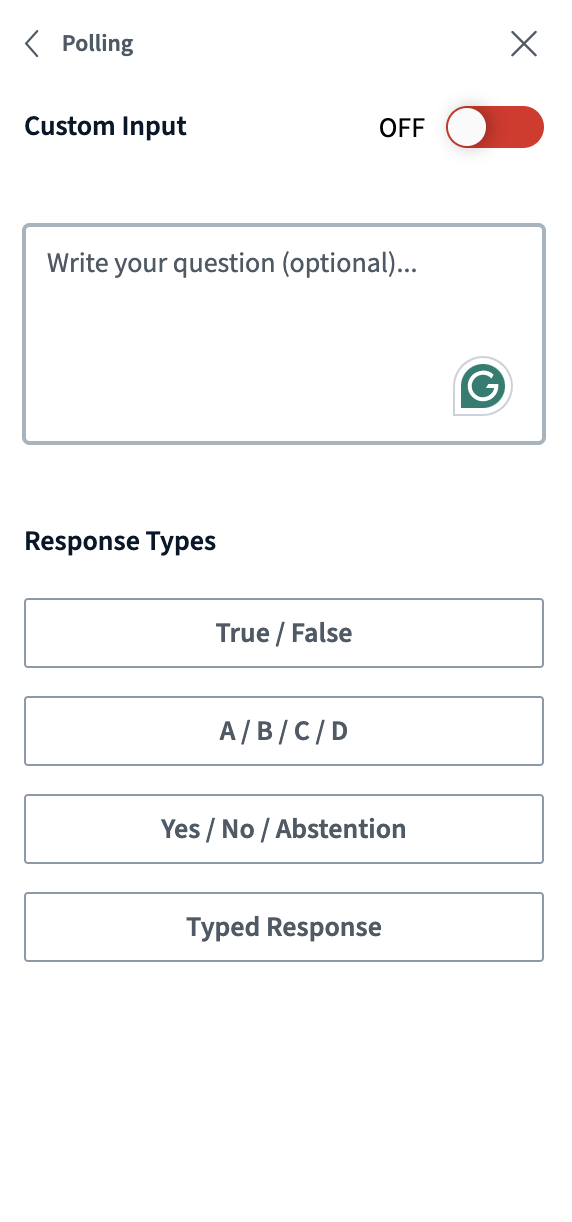 Polling
Custom Input OFF
Write your question (optional)...
Response Types
True / False
A / B / C / D
Yes / No / Abstention
Typed Response